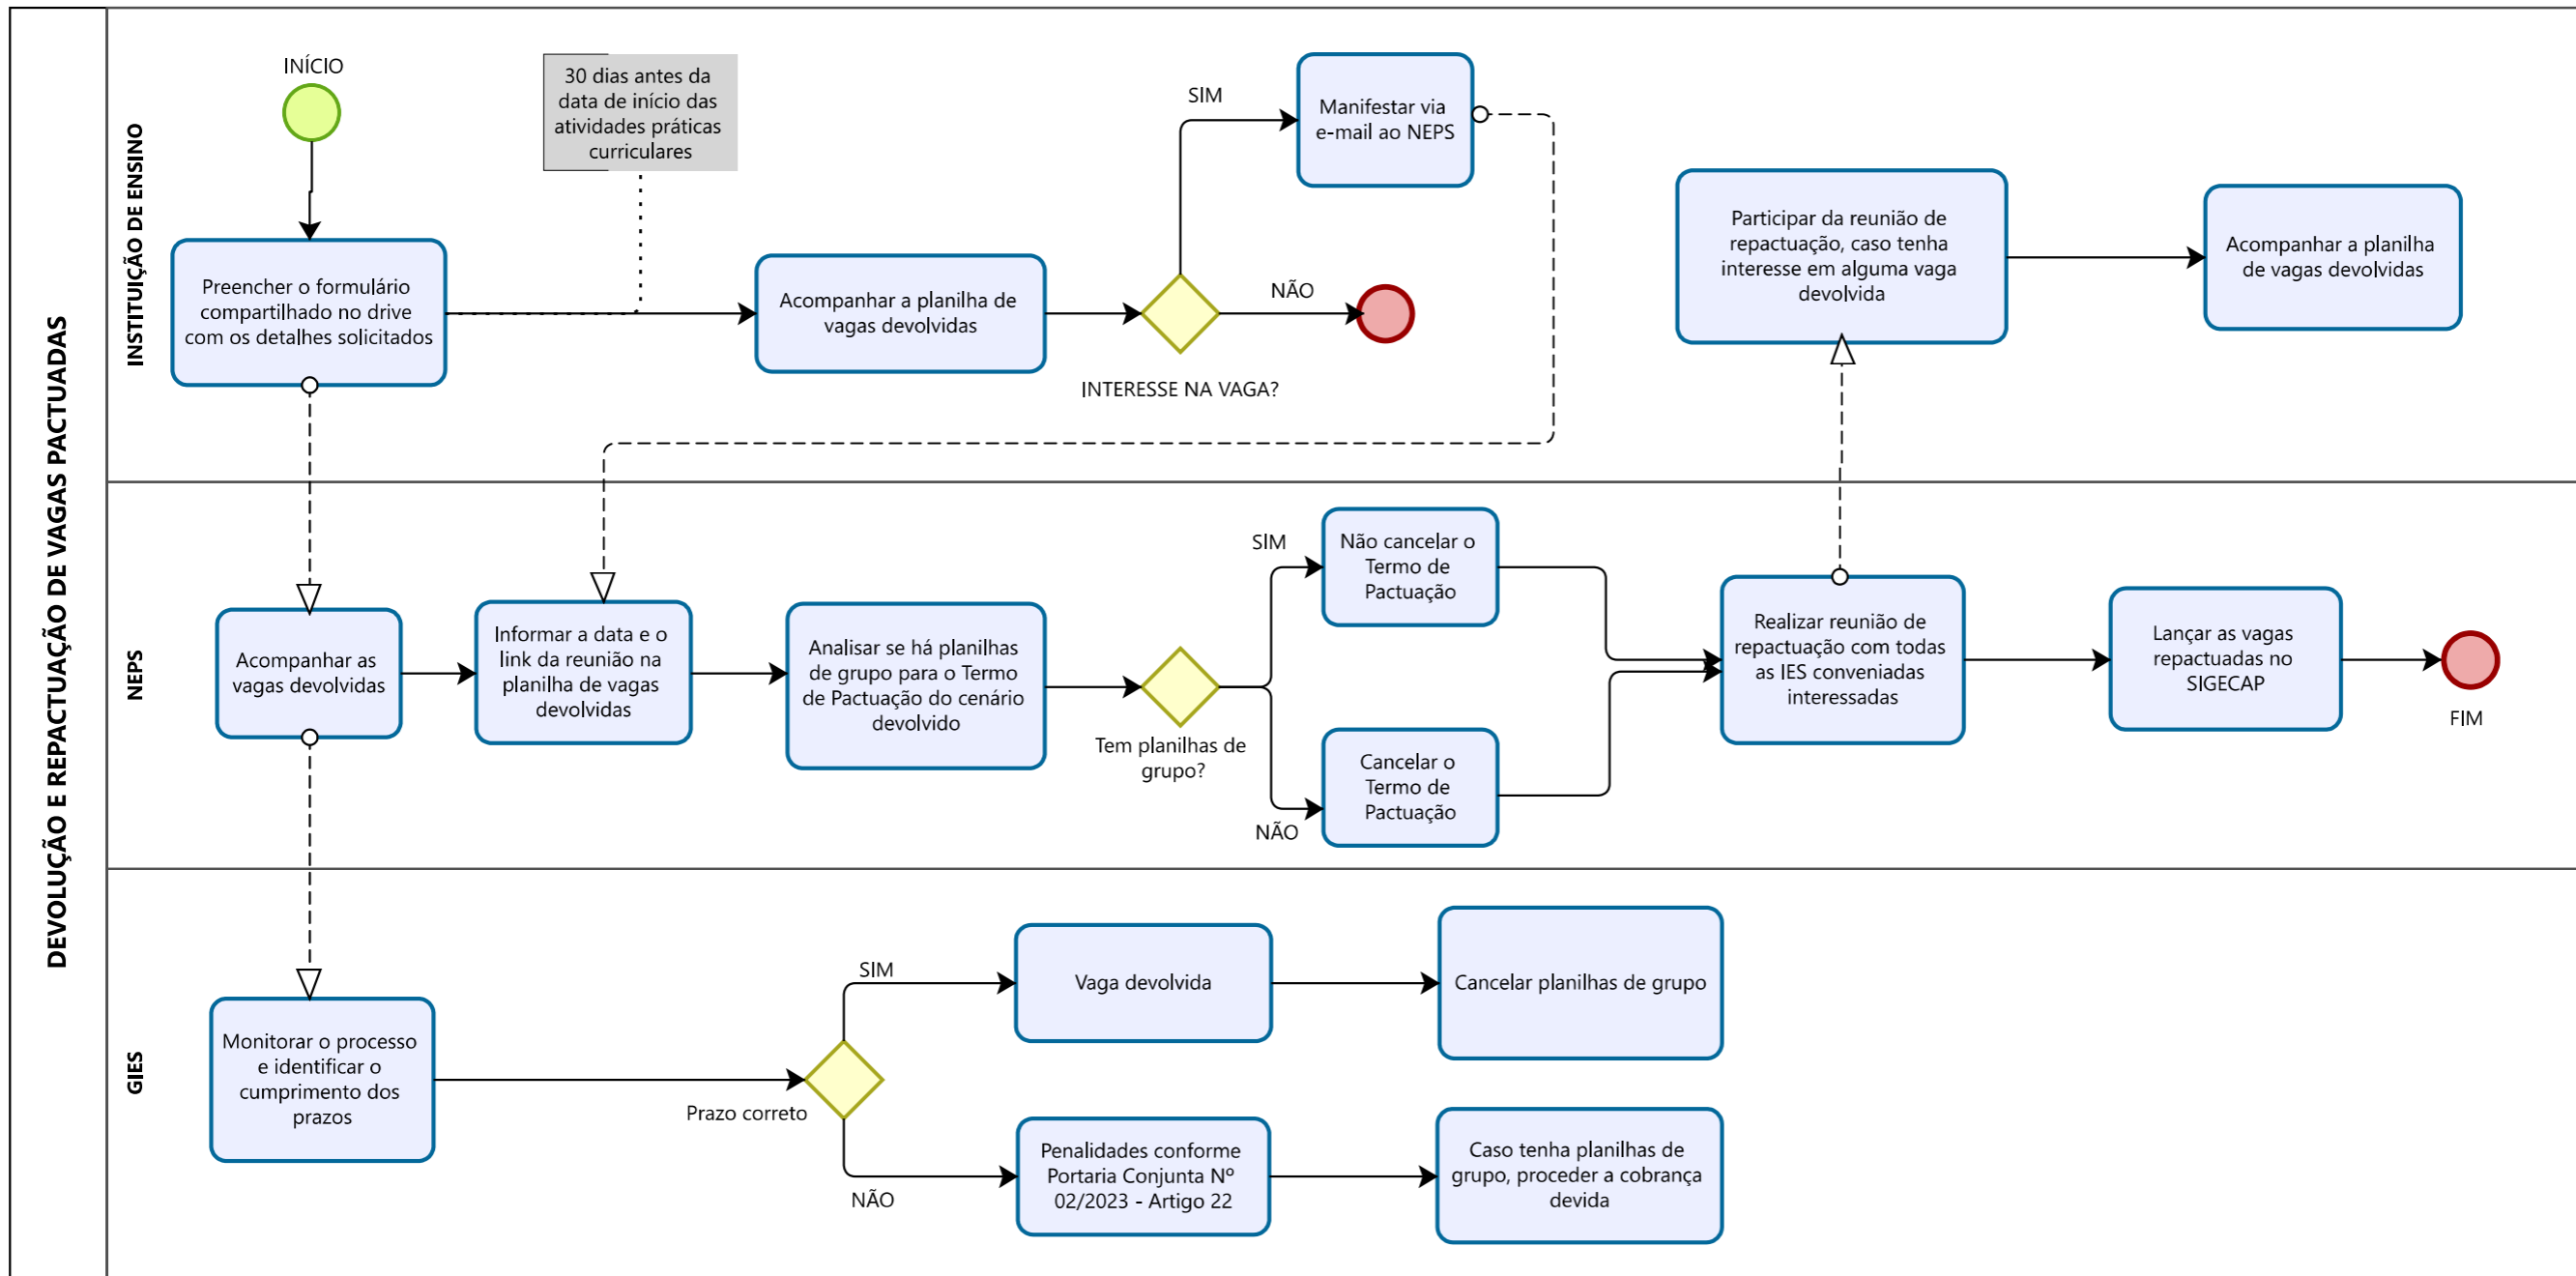 DEVOLUÇÃO E REPACTUAÇÃO DE VAGAS PACTUADAS
INSTITUIÇÃO DE ENSINO
INÍCIO
30 dias antes da
data de início das
atividades práticas
curriculares
Preencher o formulário
compartilhado no drive
com os detalhes solicitados
Acompanhar a planilha de
vagas devolvidas
INTERESSE NA VAGA?
SIM
NÃO
Manifestar via
e-mail ao NEPS
Participar da reunião de
repactuação, caso tenha
interesse em alguma vaga
devolvida
Acompanhar a planilha
de vagas devolvidas
NEPS
Acompanhar as
vagas devolvidas
Informar a data e o
link da reunião na
planilha de vagas
devolvidas
Analisar se há planilhas
de grupo para o Termo
de Pactuação do cenário
devolvido
Tem planilhas de
grupo?
SIM
Não cancelar o
Termo de
Pactuação
NÃO
Cancelar o
Termo de
Pactuação
Realizar reunião de
repactuação com todas
as IES conveniadas
interessadas
Lançar as vagas
repactuadas no
SIGECAP
FIM
GIES
Monitorar o processo
e identificar o
cumprimento dos
prazos
Prazo correto
SIM
Vaga devolvida
Cancelar planilhas de grupo
NÃO
Penalidades conforme
Portaria Conjunta Nº
02/2023 - Artigo 22
Caso tenha planilhas de
grupo, proceder a cobrança
devida